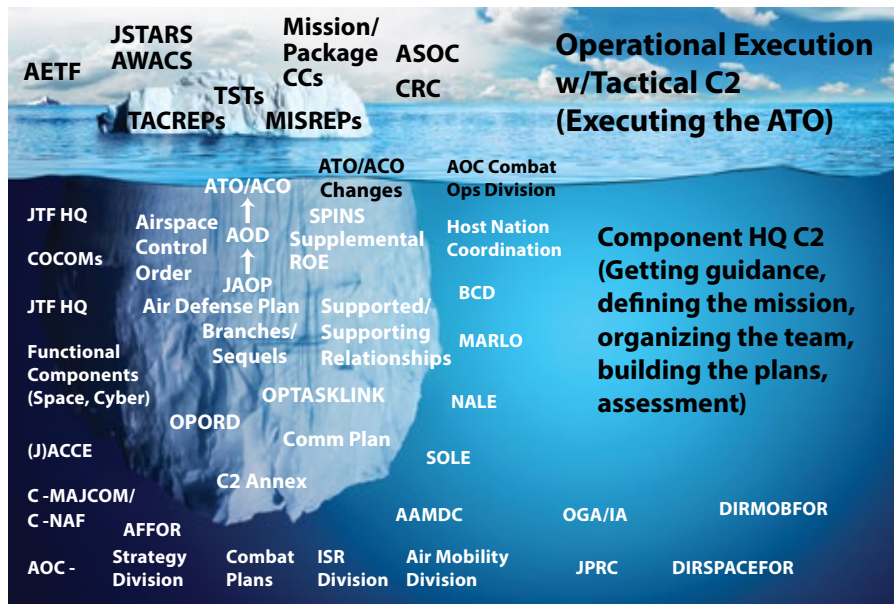 JSTARS
AWACS
AETF
Mission/
Package
CCs
ASOC
CRC
TSTs
TACREPs
MISREPs
Operational Execution
w/Tactical C2
(Executing the ATO)
ATO/ACO
Changes
AOC Combat
Ops Division
ATO/ACO
AOD
JAOP
Airspace
Control
Order
SPINS
Supplemental
ROE
Host Nation
Coordination
JTF HQ
COCOMs
JTF HQ
Functional
Components
(Space, Cyber)
(J)ACCE
C -MAJCOM/
C -NAF
Air Defense Plan
Branches/
Sequels
Supported/
Supporting
Relationships
OPTASKLINK
OPORD
Comm Plan
C2 Annex
BCD
MARLO
NALE
SOLE
Component HQ C2
(Getting guidance,
defining the mission,
organizing the team,
building the plans,
assessment)
AFFOR
AAMDC
OGA/IA
DIRMOBFOR
AOC -
Strategy
Division
Combat
Plans
ISR
Division
Air Mobility
Division
JPRC
DIRSPACEFOR